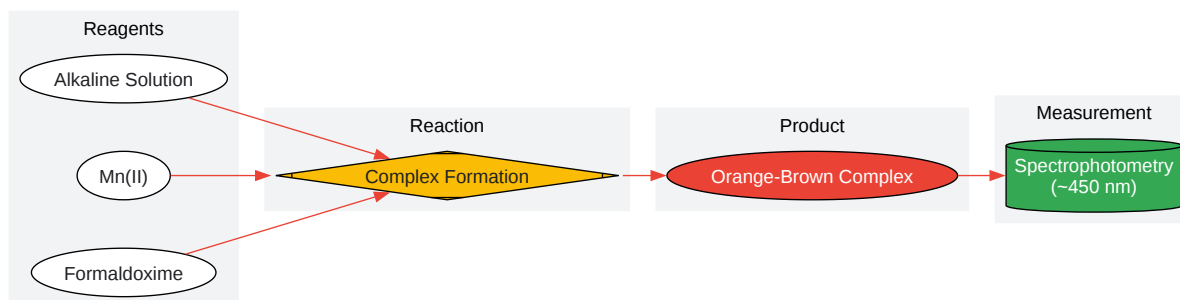 Reagents
Alkaline Solution
Mn(II)
Formaldoxime
Reaction
Complex Formation
Product
Orange-Brown Complex
Measurement
Spectrophotometry
(~450 nm)